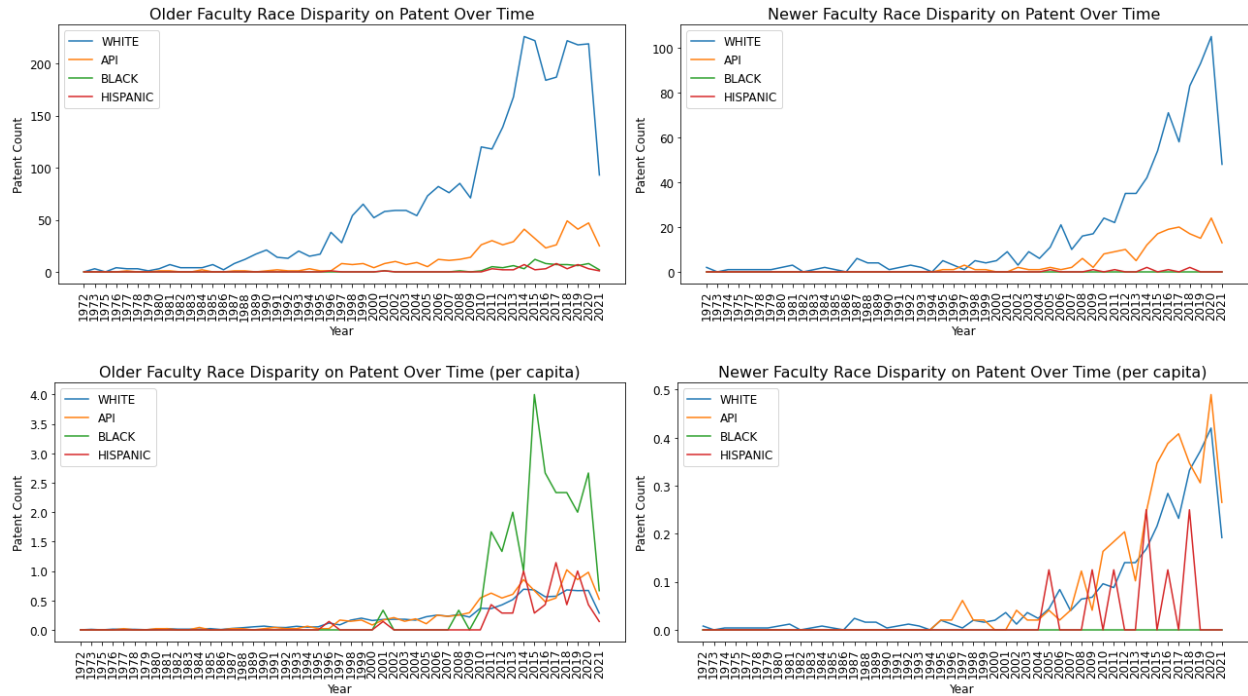 Older Faculty Race Disparity on Patent Over Time
WHITE
API
BLACK
HISPANIC
200
150
100
50
0
Patent Count
1972 1973 1975 1976 1977 1978 1979 1980 1981 1982 1983 1984 1985 1986 1987 1988 1989 1990 1991 1992 1993 1994 1995 1996 1997 1998 1999 2000 2001 2002 2003 2004 2005 2006 2007 2008 2009 2010 2011 2012 2013 2014 2015 2016 2017 2018 2019 2020 2021
Year
Newer Faculty Race Disparity on Patent Over Time
WHITE
API
BLACK
HISPANIC
100
80
60
40
20
0
Patent Count
1972 1973 1974 1975 1976 1977 1978 1980 1981 1982 1983 1984 1985 1986 1987 1988 1989 1990 1991 1992 1993 1994 1995 1996 1997 1998 1999 2000 2001 2002 2003 2004 2005 2006 2007 2008 2009 2010 2011 2012 2013 2014 2015 2016 2017 2018 2019 2020 2021
Year
Older Faculty Race Disparity on Patent Over Time (per capita)
WHITE
API
BLACK
HISPANIC
4.0
3.5
3.0
2.5
2.0
1.5
1.0
0.5
0.0
Patent Count
1972 1973 1975 1976 1977 1978 1979 1980 1981 1982 1983 1984 1985 1986 1987 1988 1989 1990 1991 1992 1993 1994 1995 1996 1997 1998 1999 2000 2001 2002 2003 2004 2005 2006 2007 2008 2009 2010 2011 2012 2013 2014 2015 2016 2017 2018 2019 2020 2021
Year
Newer Faculty Race Disparity on Patent Over Time (per capita)
WHITE
API
BLACK
HISPANIC
0.5
0.4
0.3
0.2
0.1
0.0
Patent Count
1972 1973 1974 1975 1976 1977 1978 1980 1981 1982 1983 1984 1985 1986 1987 1988 1989 1990 1991 1992 1993 1994 1995 1996 1997 1998 1999 2000 2001 2002 2003 2004 2005 2006 2007 2008 2009 2010 2011 2012 2013 2014 2015 2016 2017 2018 2019 2020 2021
Year